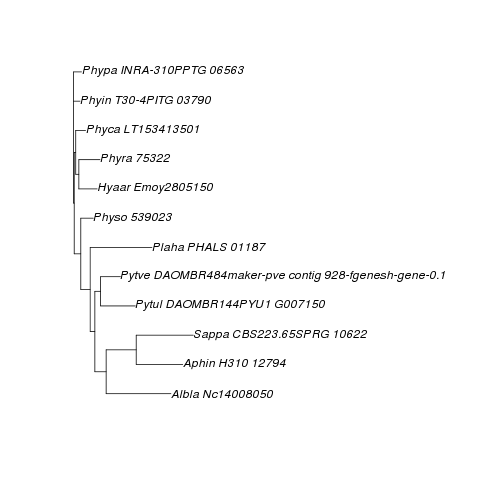 Phypa INRA-310PPTG 06563
Phyin T30-4PITG 03790
Phyca LT153413501
Phyra 75322
Hyaar Emoy2805150
Physo 539023
Plaha PHALS 01187
Pytve DAOMBR484maker-pve contig 928-fgenesh-gene-0.1
Pytul DAOMBR144PYU1 G007150
Sappa CBS223.65SPRG 10622
Aphin H310 12794
Albla Nc14008050